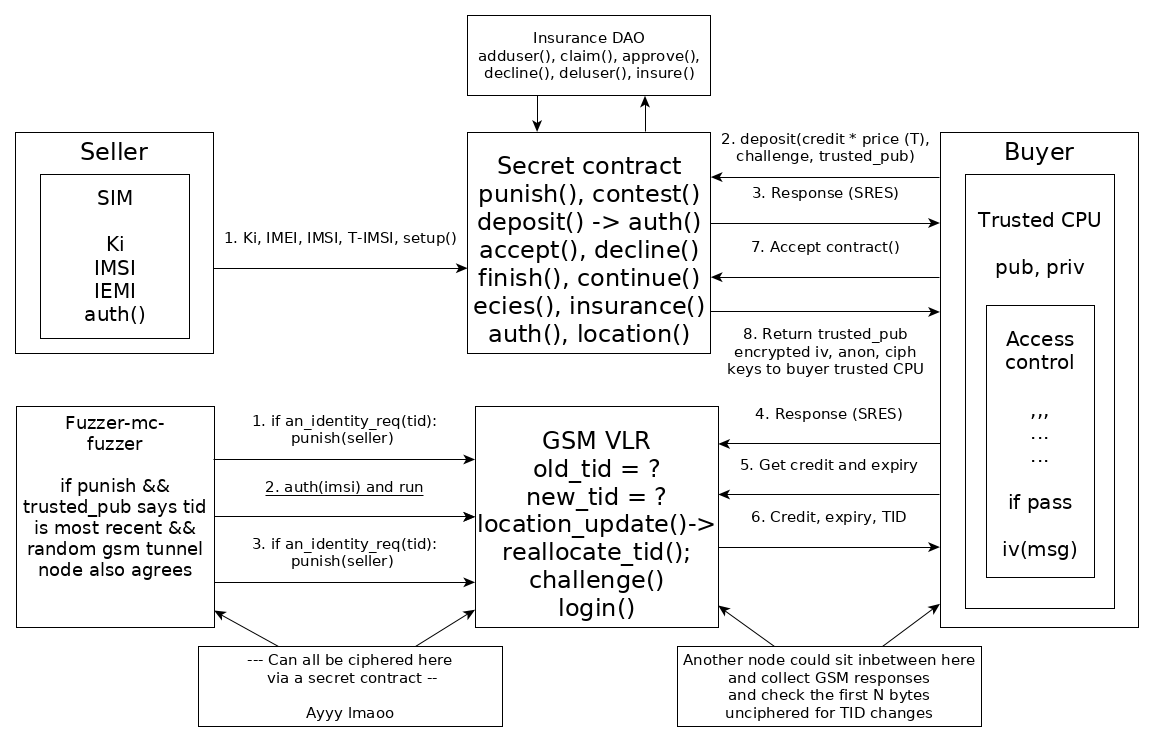 Insurance DAO
adduser(), claim(), approve(),
decline(), deluser(), insure()
Seller
SIM
Ki
IMSI
IEMI
auth()
1. Ki, IMEI, IMSI, T-IMSI, setup()
Secret contract
punish(), contest()
deposit() -> auth()
accept(), decline()
finish(), continue()
ecies(), insurance()
auth(), location()
2. deposit(credit * price (T),
challenge, trusted_pub)
3. Response (SRES)
7. Accept contract()
8. Return trusted_pub
encrypted iv, anon, ciph
keys to buyer trusted CPU
Buyer
Trusted CPU
pub, priv
Access
control
,,,
...
...
if pass
iv(msg)
Fuzzer-mc-
fuzzer
if punish &&
trusted_pub says tid
is most recent &&
random gsm tunnel
node also agrees
1. if an_identity_req(tid):
punish(seller)
2. auth(imsi) and run
3. if an_identity_req(tid):
punish(seller)
GSM VLR
old_tid = ?
new_tid = ?
location_update()->
reallocate_tid();
challenge()
login()
4. Response (SRES)
5. Get credit and expiry
6. Credit, expiry, TID
--- Can all be ciphered here
via a secret contract --
Ayyy lmaoo
Another node could sit inbetween here
and collect GSM responses
and check the first N bytes
unciphered for TID changes